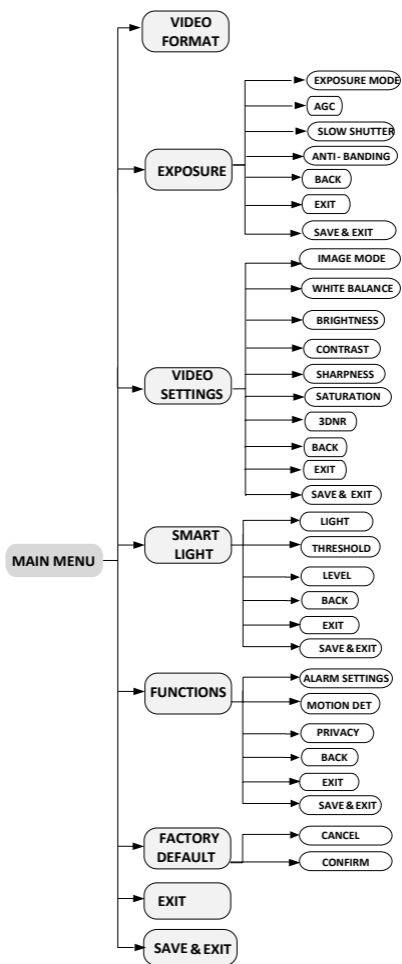 VIDEO
FORMAT
EXPOSURE MODE
AGC
SLOW SHUTTER
ANTI - BANDING
EXPOSURE
BACK
EXIT
SAVE & EXIT
IMAGE MODE
WHITE BALANCE
BRIGHTNESS
CONTRAST
VIDEO
SETTINGS
SHARPNESS
SATURATION
3DNR
BACK
EXIT
SAVE & EXIT
MAIN MENU
SMART
LIGHT
LIGHT
THRESHOLD
LEVEL
BACK
EXIT
SAVE & EXIT
FUNCTIONS
ALARM SETTINGS
MOTION DET
PRIVACY
BACK
EXIT
SAVE & EXIT
FACTORY
DEFAULT
CANCEL
CONFIRM
EXIT
SAVE & EXIT